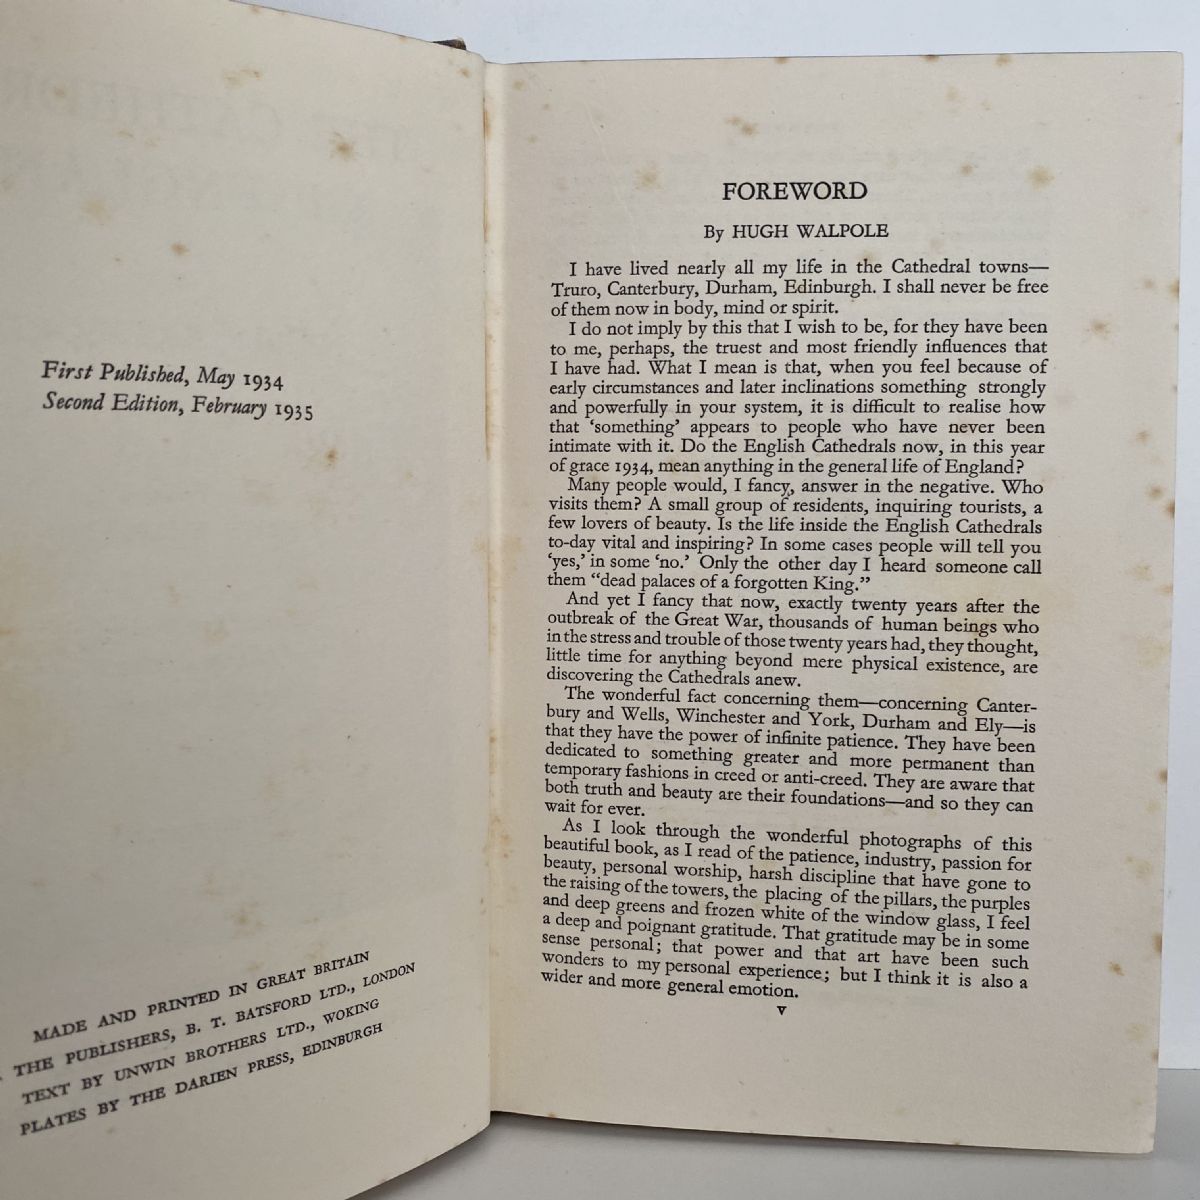 First Published, May 1934
Second Edition, February 1935
MADE AND PRINTED IN GREAT BRITAIN
THE PUBLISHERS, B. T. BATSFORD LTD., LONDON
TEXT BY UNWIN BROTHERS LTD., WOKING
PLATES BY THE DARIEN PRESS, EDINBURGH
FOREWORD
By HUGH WALPOLE
I have lived nearly all my life in the Cathedral towns—
Truro, Canterbury, Durham, Edinburgh. I shall never be free
of them now in body, mind or spirit.
I do not imply by this that I wish to be, for they have been
to me, perhaps, the truest and most friendly influences that
I have had. What I mean is that, when you feel because of
early circumstances and later inclinations something strongly
and powerfully in your system, it is difficult to realise how
that ‘something’ appears to people who have never been
intimate with it. Do the English Cathedrals now, in this year
of grace 1934, mean anything in the general life of England?
Many people would, I fancy, answer in the negative. Who
visits them? A small group of residents, inquiring tourists, a
few lovers of beauty. Is the life inside the English Cathedrals
to-day vital and inspiring? In some cases people will tell you
‘yes,’ in some ‘no.’ Only the other day I heard someone call
them “dead palaces of a forgotten King.”
And yet I fancy that now, exactly twenty years after the
outbreak of the Great War, thousands of human beings who
in the stress and trouble of those twenty years had, they thought,
little time for anything beyond mere physical existence, are
discovering the Cathedrals anew.
The wonderful fact concerning them—concerning Canter-
bury and Wells, Winchester and York, Durham and Ely—is
that they have the power of infinite patience. They have been
dedicated to something greater and more permanent than
temporary fashions in creed or anti-creed. They are aware that
both truth and beauty are their foundations—and so they can
wait for ever.
As I look through the wonderful photographs of this
beautiful book, as I read of the patience, industry, passion for
beauty, personal worship, harsh discipline that have gone to
the raising of the towers, the placing of the pillars, the purples
and deep greens and frozen white of the window glass, I feel
a deep and poignant gratitude. That gratitude may be in some
sense personal; that power and that art have been such
wonders to my personal experience; but I think it is also a
wider and more general emotion.
v